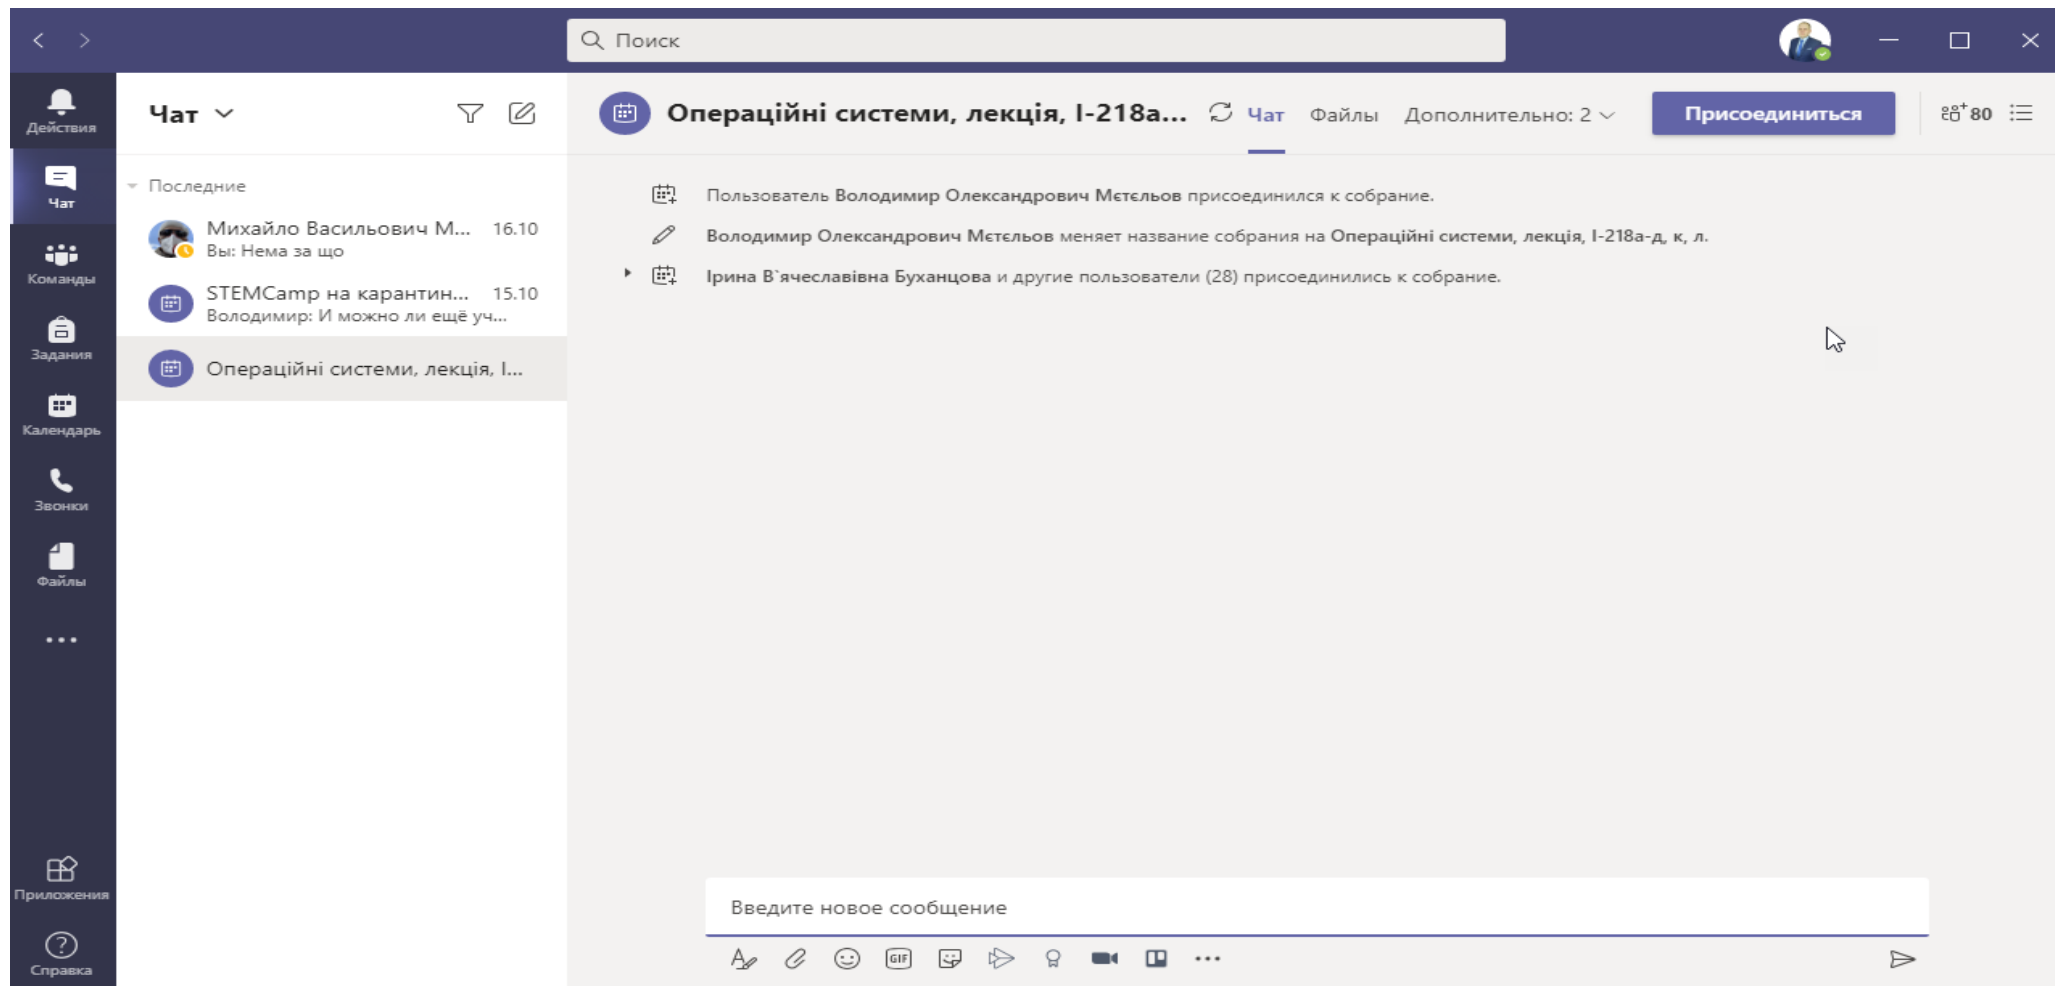 Поиск
Действия
Чат
Команды
Задания
Календарь
Звонки
Файлы
Приложения
Справка
Чат
Последние
Михайло Васильович М... 16.10
Вы: Нема за що
STEMCamp на карантин... 15.10
Володимир: И можно ли ещё уч...
Операційні системи, лекція, І...
Операційні системи, лекція, І-218а... Чат Файлы Дополнительно: 2 Присоединиться 80
Пользователь Володимир Олександрович Мєтєльов присоединился к собрание.
Володимир Олександрович Мєтєльов меняет название собрания на Операційні системи, лекція, І-218а-д, к, л.
Ірина В`ячеславівна Буханцова и другие пользователи (28) присоединились к собрание.
Введите новое сообщение
GIF